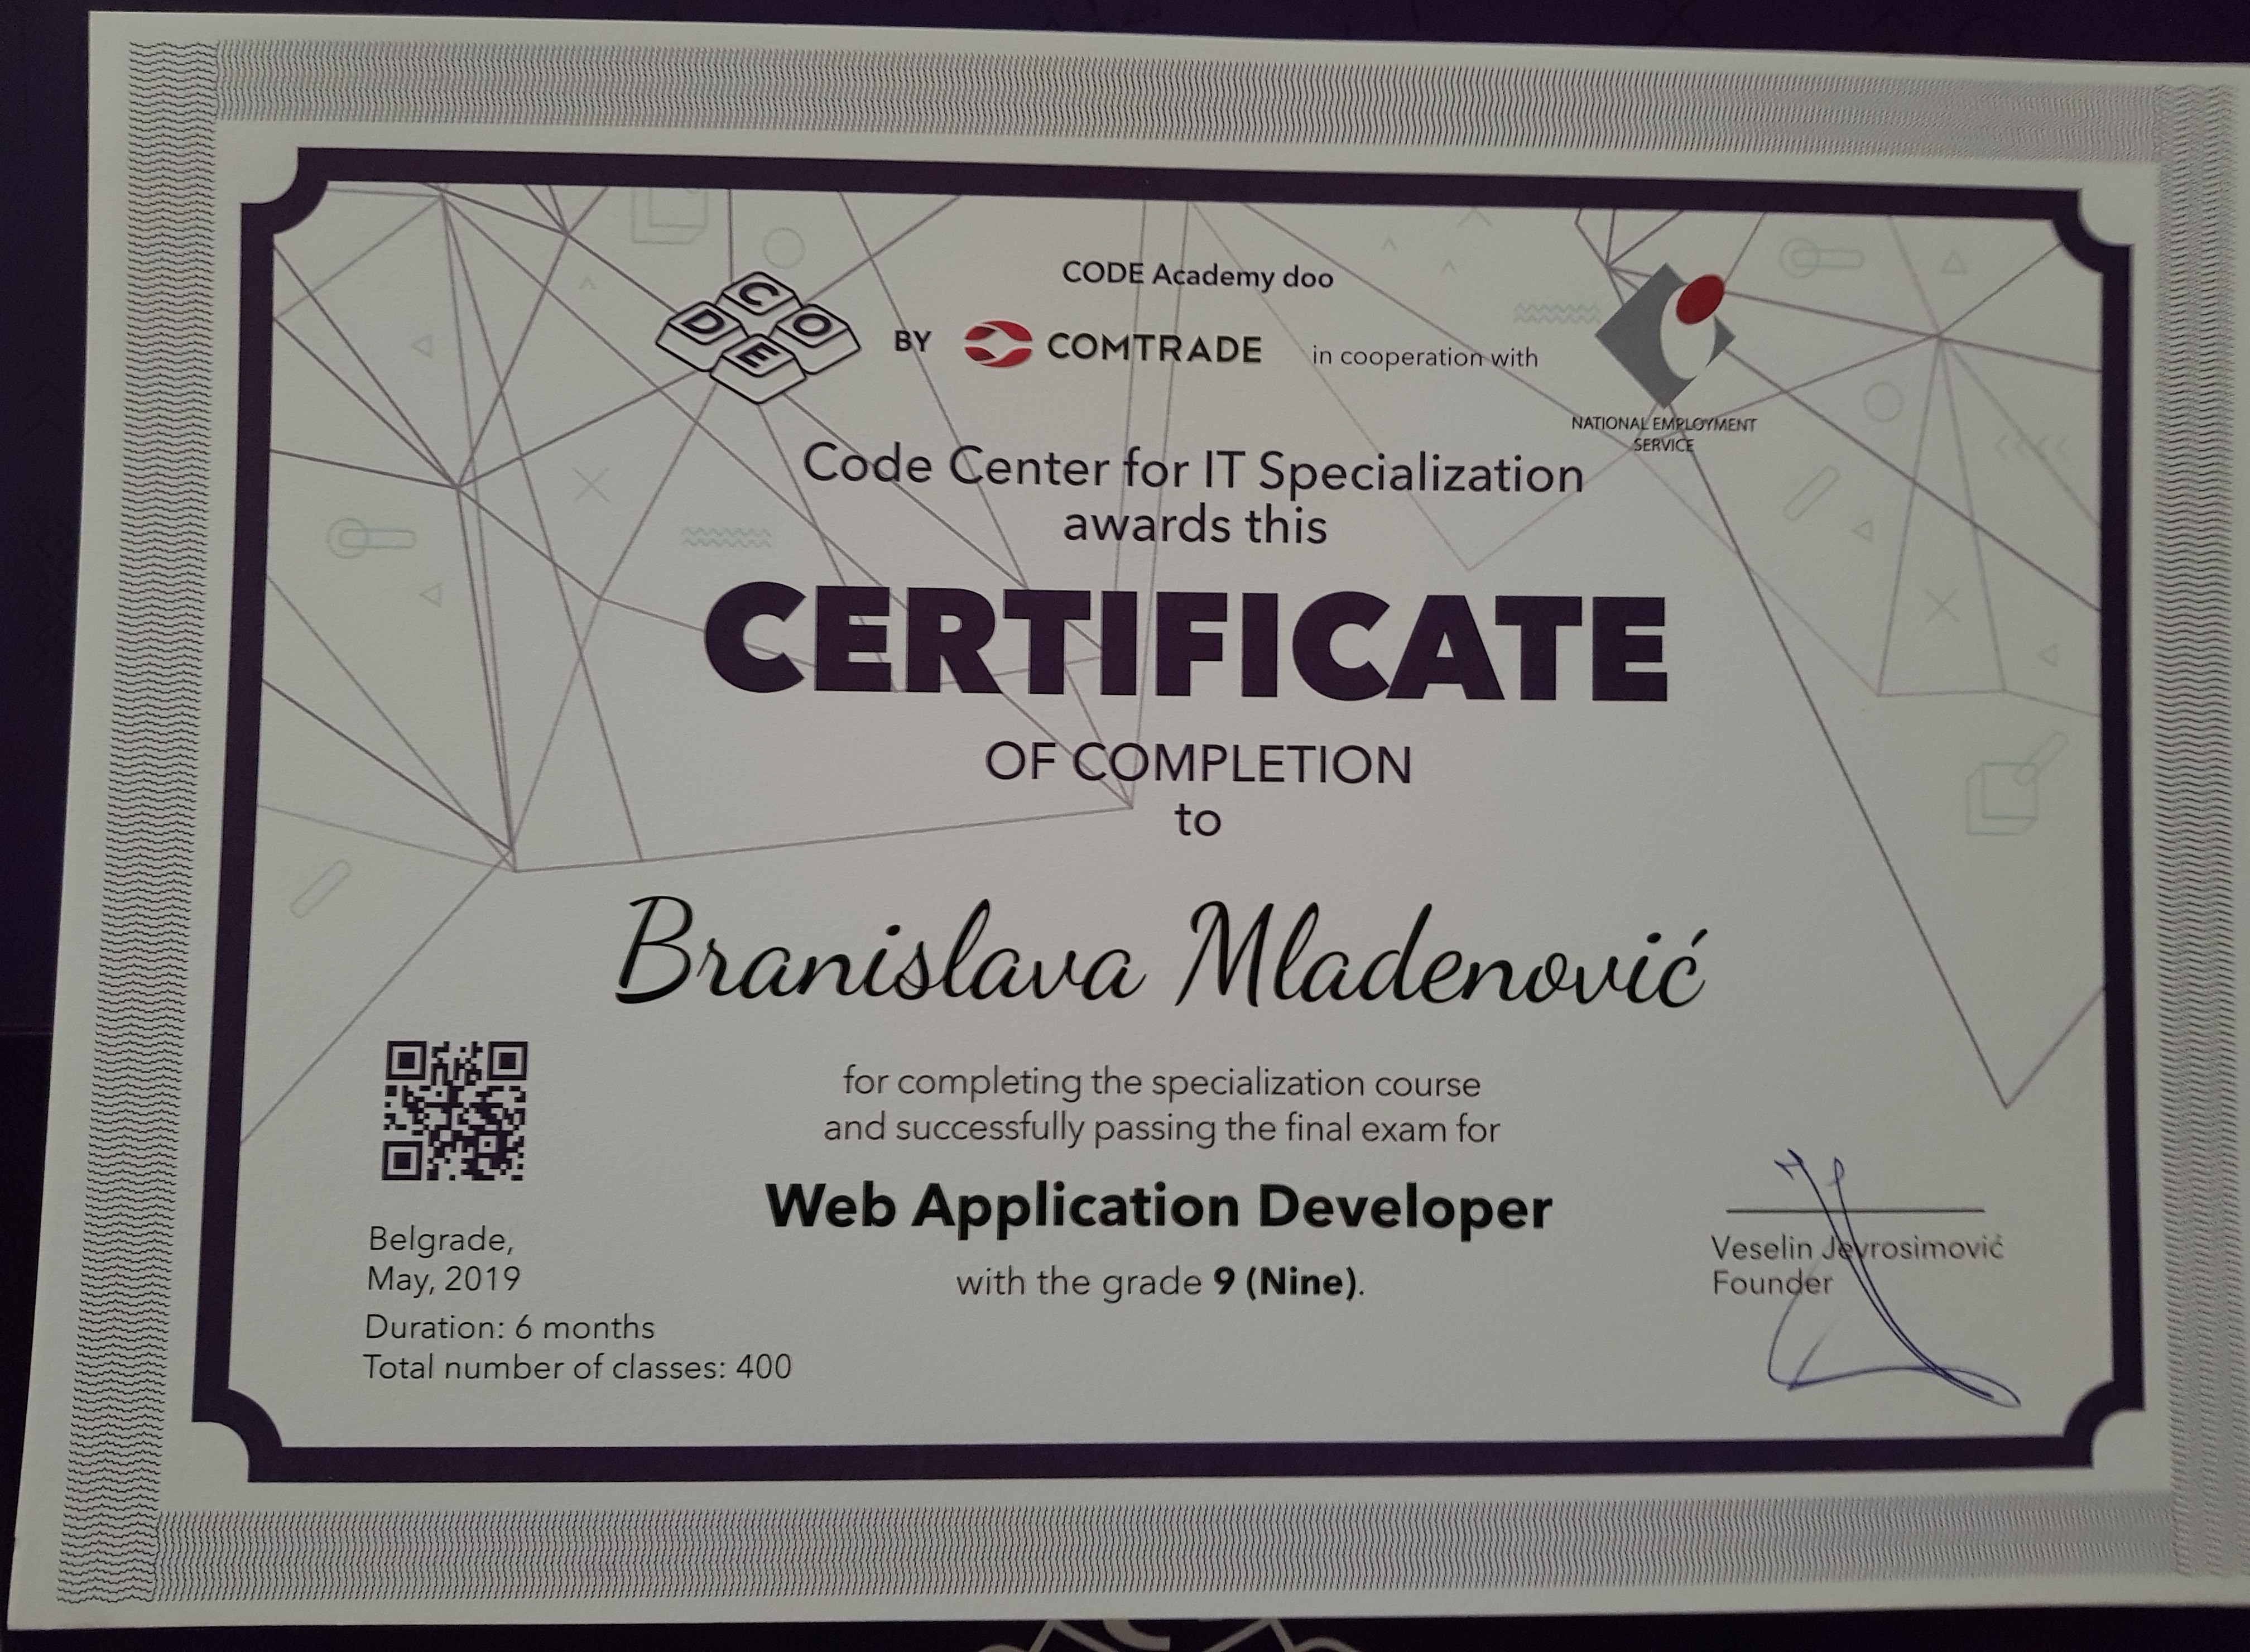 CODE Academy doo
CODE BY COMTRADE in cooperation with
NATIONAL EMPLOYMENT
SERVICE
Code Center for IT Specialization
awards this
CERTIFICATE
OF COMPLETION
to
Branislava Mladenović
for completing the specialization course
and successfully passing the final exam for
Web Application Developer
with the grade 9 (Nine).
Belgrade,
May, 2019
Duration: 6 months
Total number of classes: 400
Veselin Jevrosimović
Founder